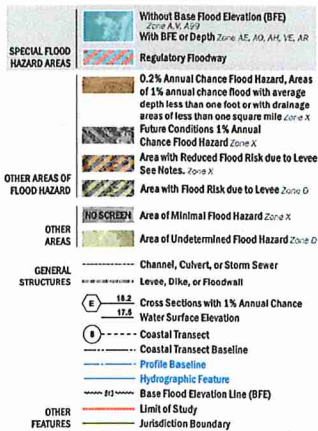 Without Base Flood Elevation (BFE)
Zone A,V, A99
With BFE or Depth Zone AE, AO, AH, VE, AR
SPECIAL FLOOD
HAZARD AREAS
Regulatory Floodway
0.2% Annual Chance Flood Hazard, Areas
of 1% annual chance flood with average
depth less than one foot or with drainage
areas of less than one square mile Zone X
Future Conditions 1% Annual
Chance Flood Hazard Zone X
Area with Reduced Flood Risk due to Levee
See Notes. Zone X
OTHER AREAS OF
FLOOD HAZARD
Area with Flood Risk due to Levee Zone D
NO SCREEN Area of Minimal Flood Hazard Zone X
OTHER
AREAS
Area of Undetermined Flood Hazard Zone D
Channel, Culvert, or Storm Sewer
GENERAL
STRUCTURES
Levee, Dike, or Floodwall
E 18.2 Cross Sections with 1% Annual Chance
17.5 Water Surface Elevation
8 Coastal Transect
Coastal Transect Baseline
Profile Baseline
Hydrographic Feature
Base Flood Elevation Line (BFE)
OTHER
FEATURES
Limit of Study
Jurisdiction Boundary